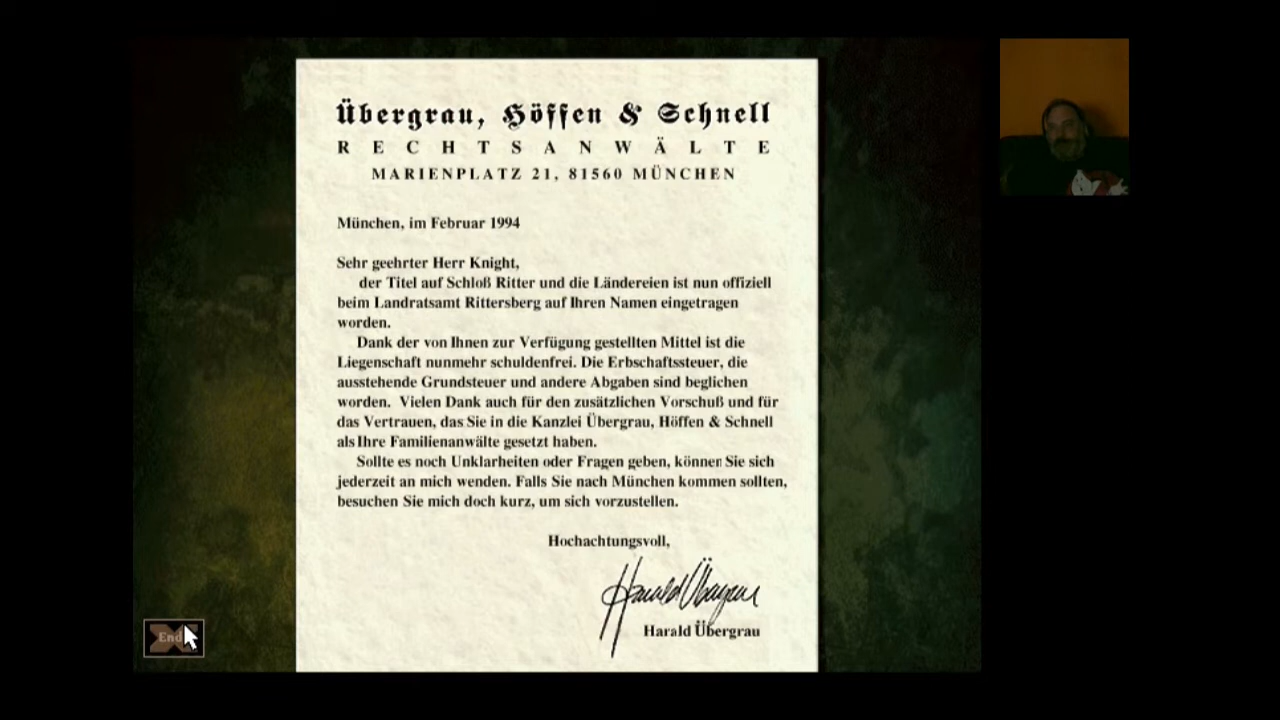 Übergrau, Höffen & Schnell
RECHTSANWÄLTE
MARIENPLATZ 21, 81560 MÜNCHEN
München, im Februar 1994
Sehr geehrter Herr Knight,
der Titel auf Schloß Ritter und die Ländereien ist nun offiziell
beim Landratsamt Rittersberg auf Ihren Namen eingetragen
worden.
Dank der von Ihnen zur Verfügung gestellten Mittel ist die
Liegenschaft nunmehr schuldenfrei. Die Erbschaftssteuer, die
ausstehende Grundsteuer und andere Abgaben sind beglichen
worden. Vielen Dank auch für den zusätzlichen Vorschuß und für
das Vertrauen, das Sie in die Kanzlei Übergrau, Höffen & Schnell
als Ihre Familienanwälte gesetzt haben.
Sollte es noch Unklarheiten oder Fragen geben, können Sie sich
jederzeit an mich wenden. Falls Sie nach München kommen sollten,
besuchen Sie mich doch kurz, um sich vorzustellen.
Hochachtungsvoll,
Harald Übergrau
Harald Übergrau
End